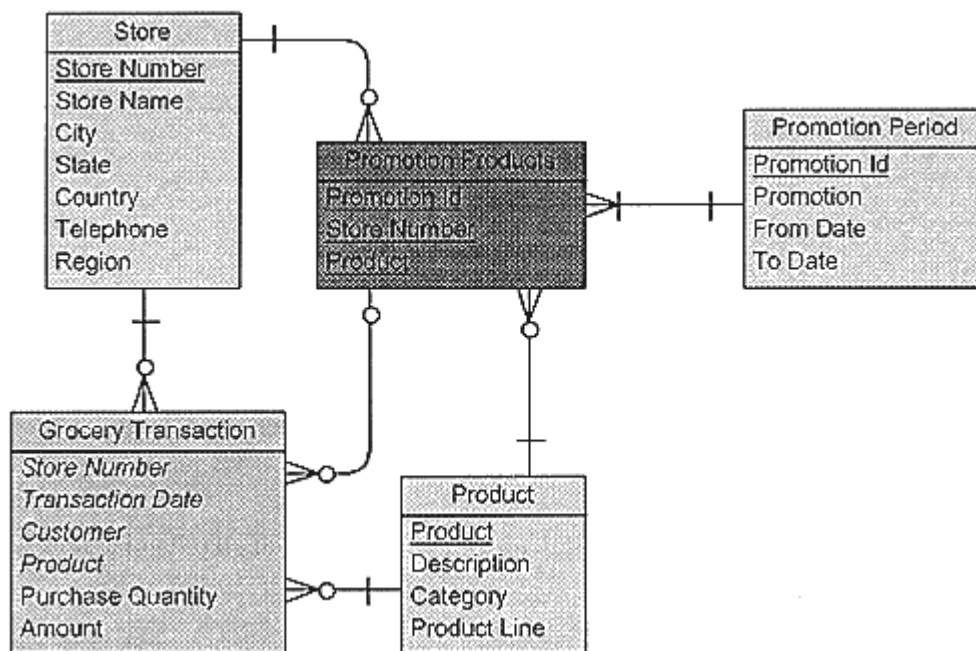 Store
Store Number
Store Name
City
State
Country
Telephone
Region
Promotion Products
Promotion Id
Store Number
Product
Promotion Period
Promotion Id
Promotion
From Date
To Date
Grocery Transaction
Store Number
Transaction Date
Customer
Product
Purchase Quantity
Amount
Product
Product
Description
Category
Product Line